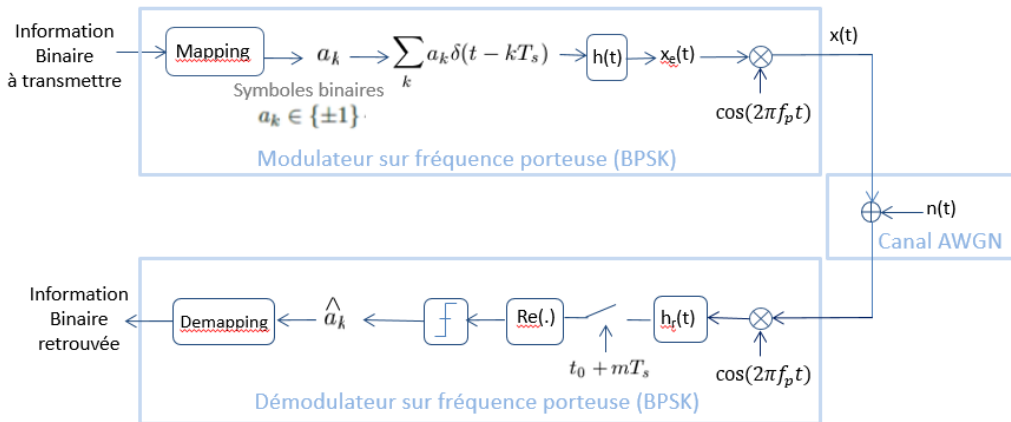 Information
Binaire
à transmettre
Mapping
a_k
∑_k a_k δ(t − kT_s)
h(t)
x_e(t)
x(t)
Symboles binaires
a_k ∈ {±1}
cos(2πf_p t)
Modulateur sur fréquence porteuse (BPSK)
n(t)
Canal AWGN
Information
Binaire
retrouvée
Demapping
â_k
Re(.)
t_0 + mT_s
h_r(t)
cos(2πf_p t)
Démodulateur sur fréquence porteuse (BPSK)